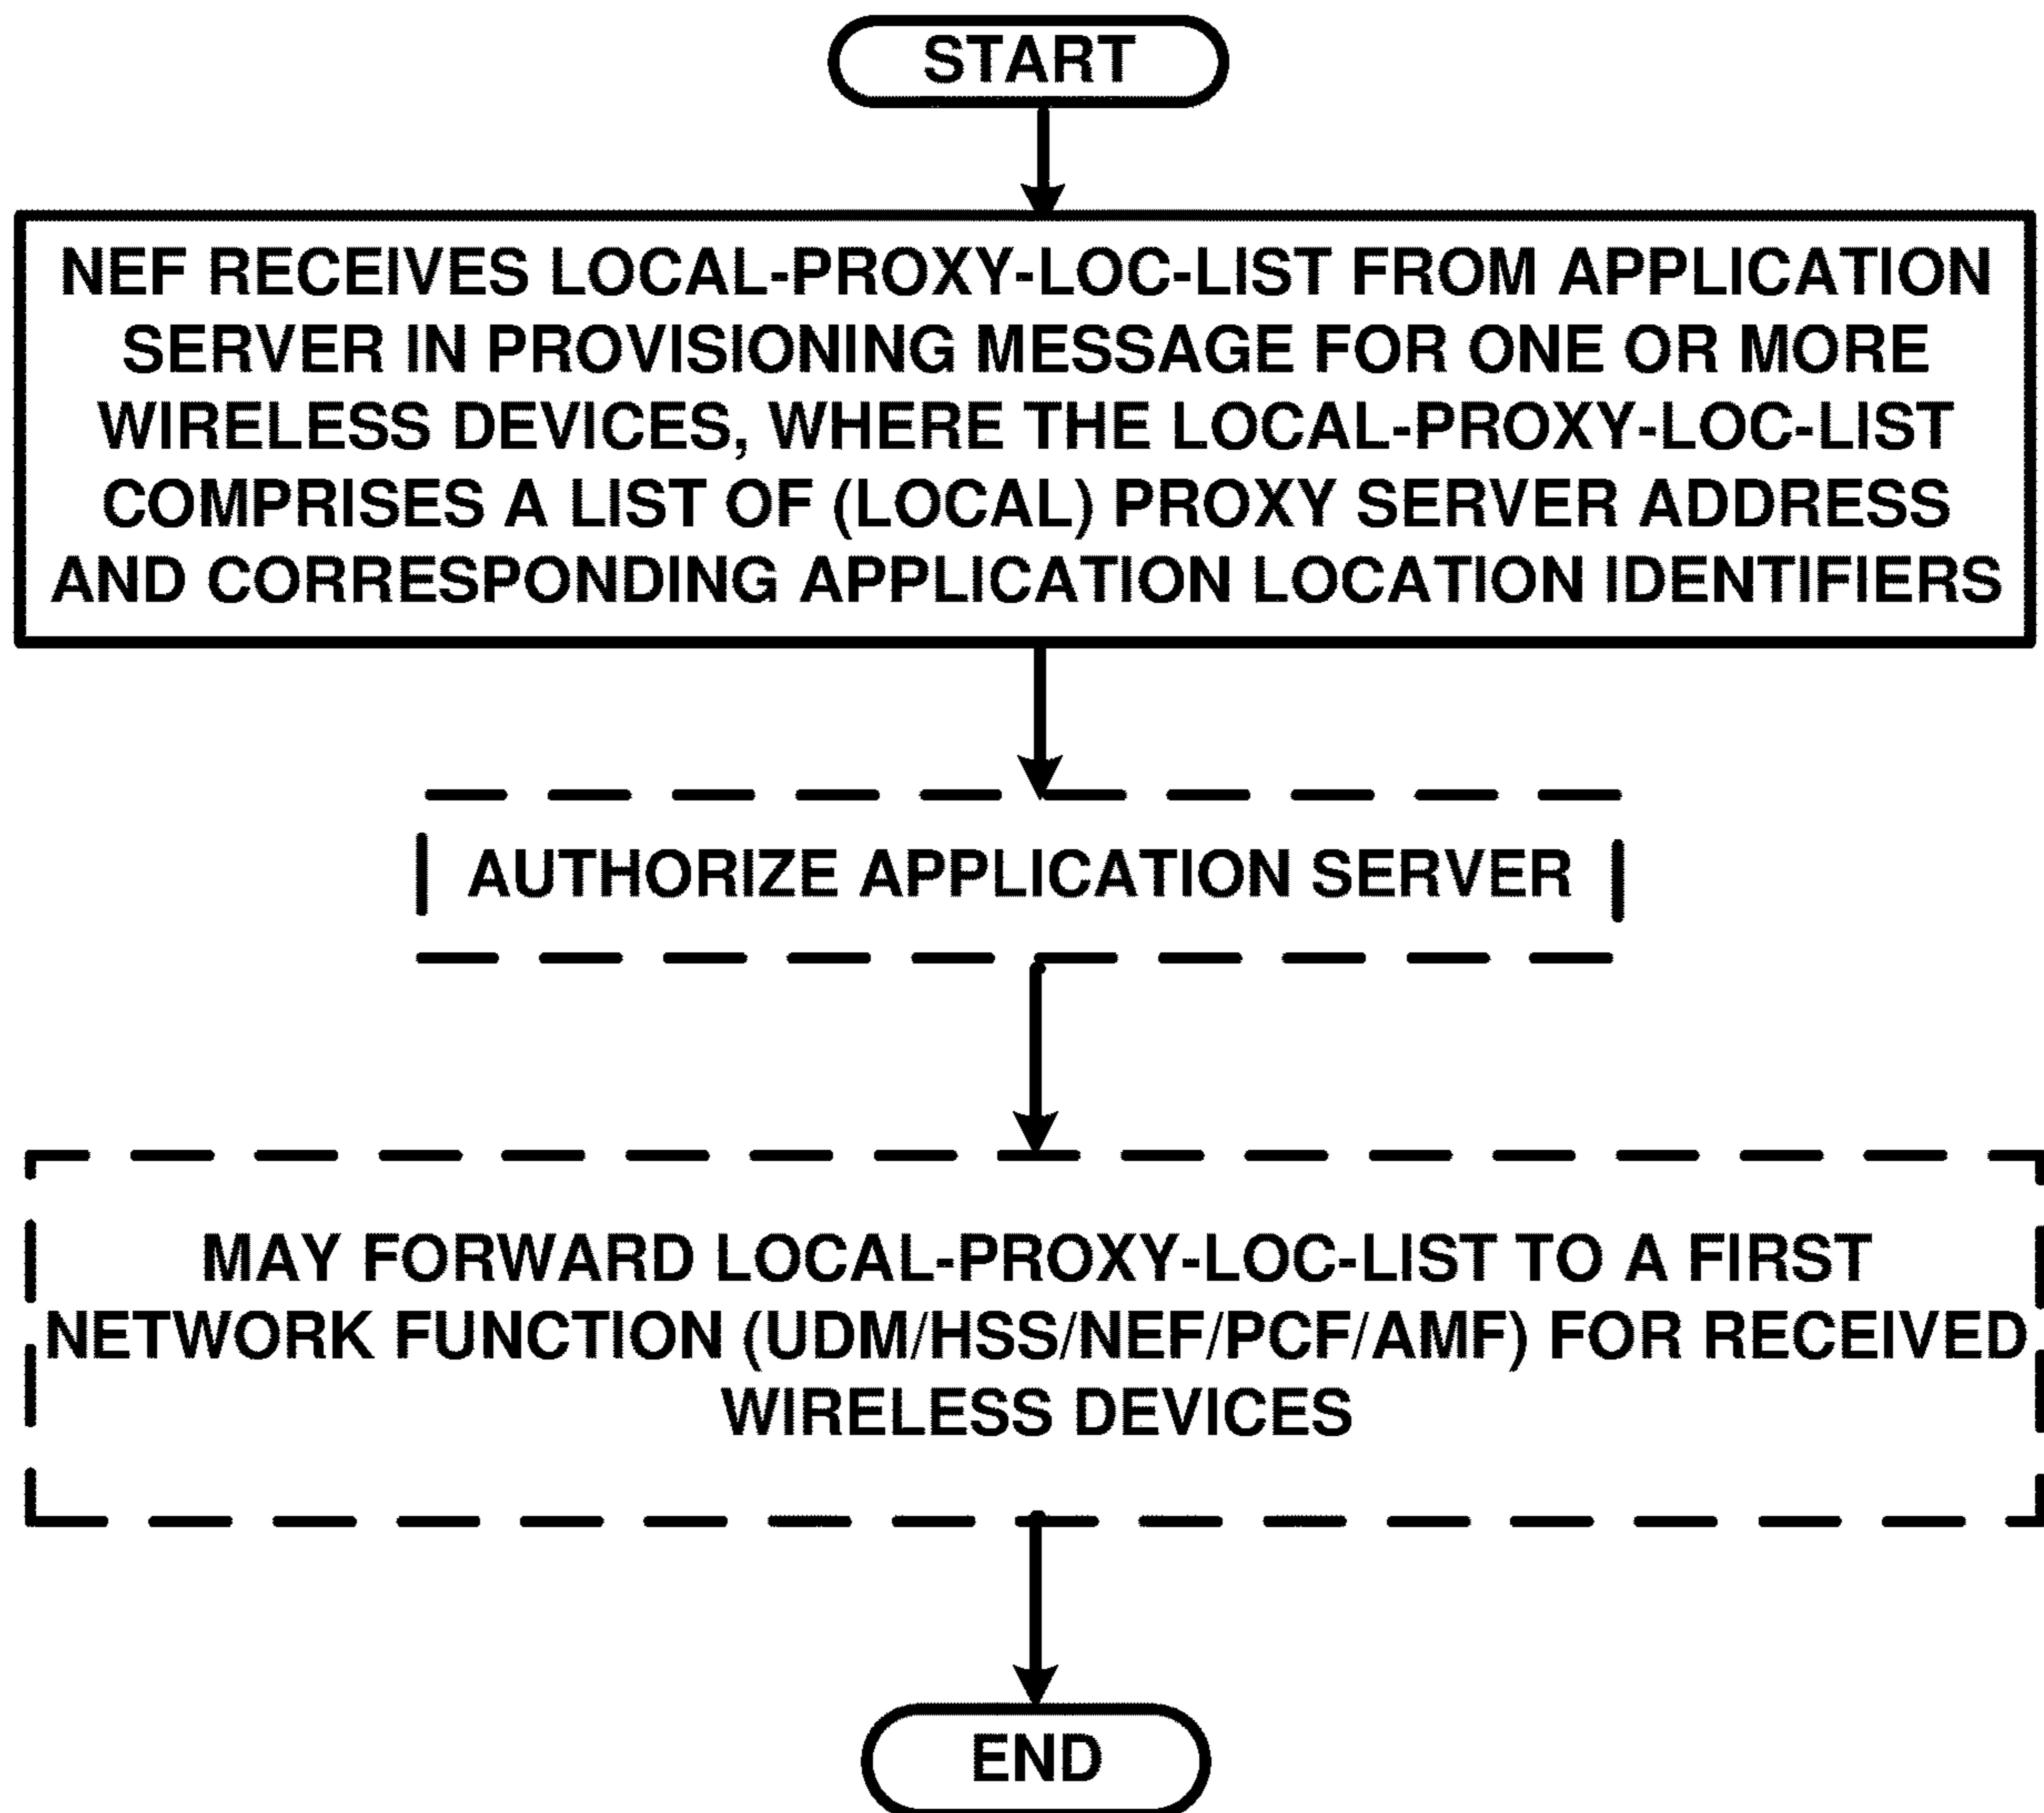 START
NEF RECEIVES LOCAL-PROXY-LOC-LIST FROM APPLICATION
SERVER IN PROVISIONING MESSAGE FOR ONE OR MORE
WIRELESS DEVICES, WHERE THE LOCAL-PROXY-LOC-LIST
COMPRISES A LIST OF (LOCAL) PROXY SERVER ADDRESS
AND CORRESPONDING APPLICATION LOCATION IDENTIFIERS
AUTHORIZE APPLICATION SERVER
MAY FORWARD LOCAL-PROXY-LOC-LIST TO A FIRST
NETWORK FUNCTION (UDM/HSS/NEF/PCF/AMF) FOR RECEIVED
WIRELESS DEVICES
END